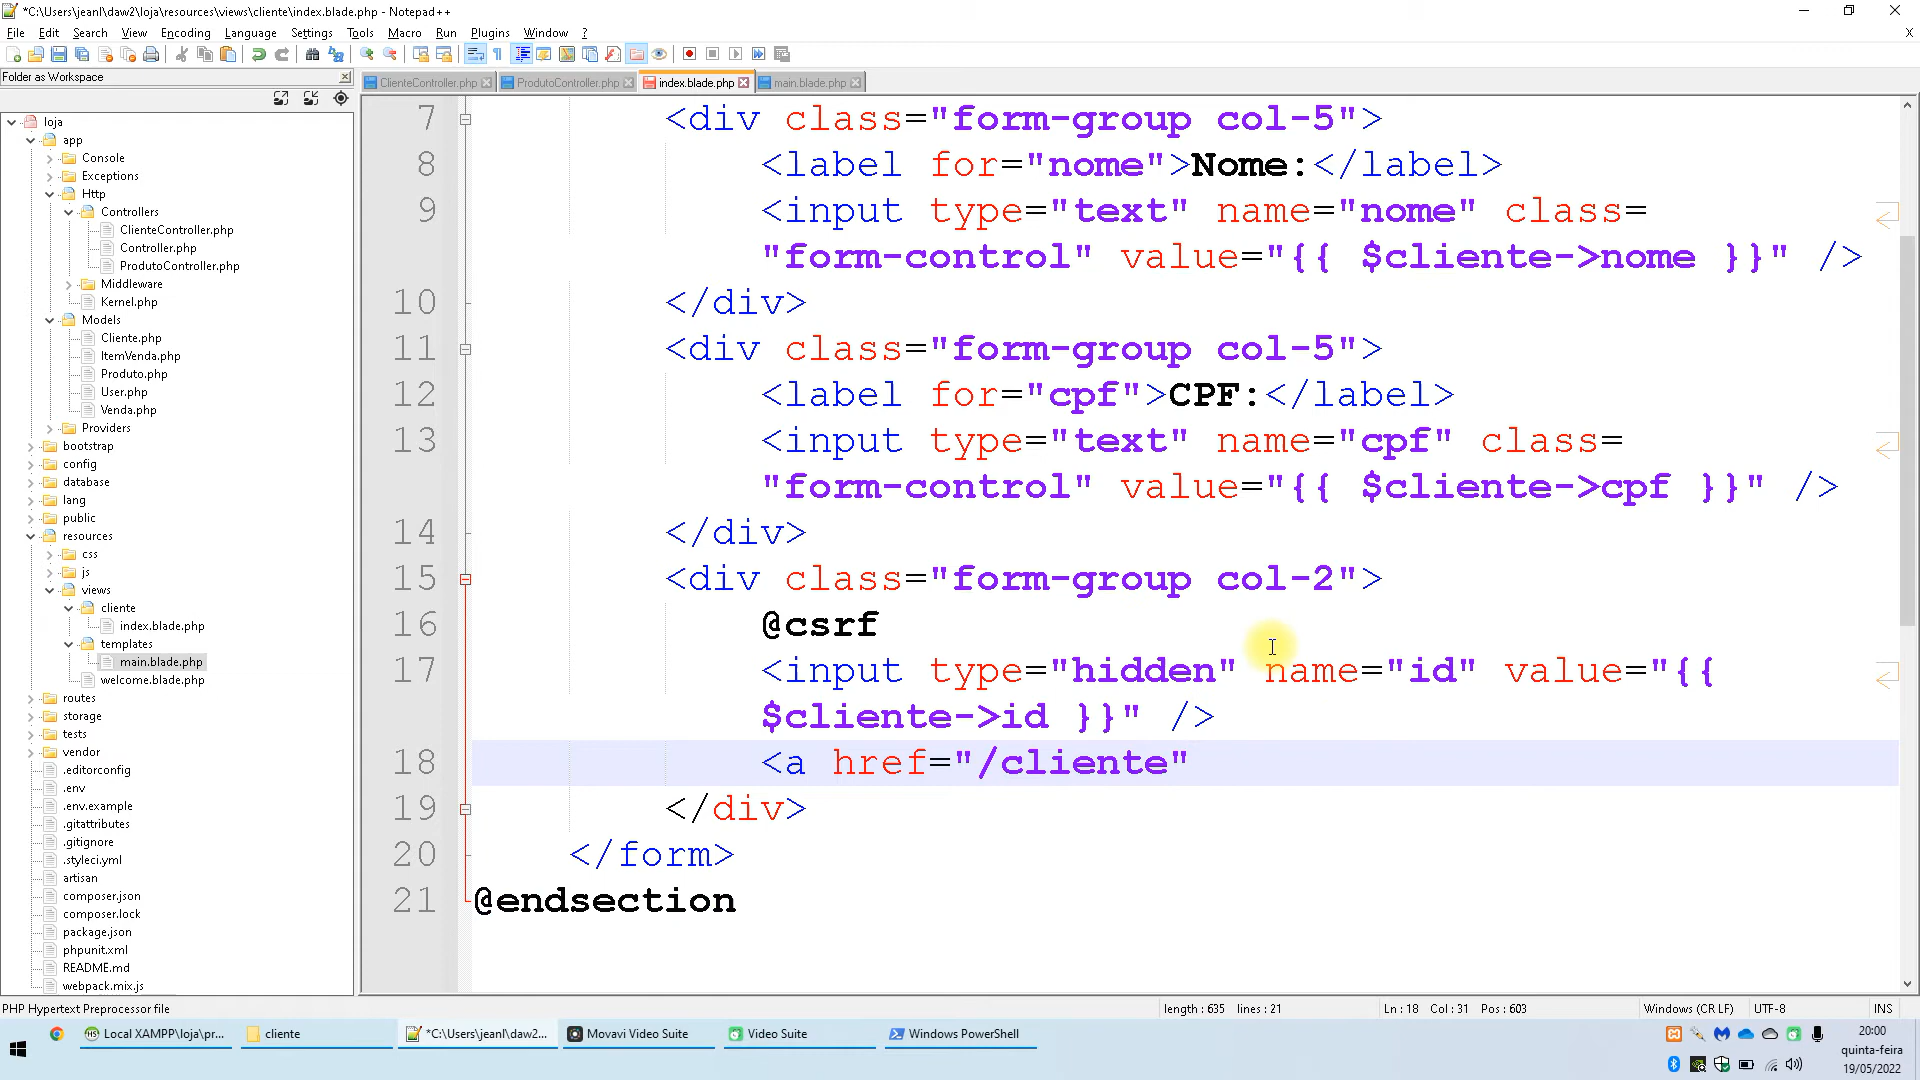 *C:\Users\jeanl\daw2\loja\resources\views\cliente\index.blade.php - Notepad++
File Edit Search View Encoding Language Settings Tools Macro Run Plugins Window ? X
Folder as Workspace
ClienteController.php ProdutoController.php index.blade.php main.blade.php
loja
app
Console
Exceptions
Http
Controllers
ClienteController.php
Controller.php
ProdutoController.php
Middleware
Kernel.php
Models
Cliente.php
ItemVenda.php
Produto.php
User.php
Venda.php
Providers
bootstrap
config
database
lang
public
resources
css
js
views
cliente
index.blade.php
templates
main.blade.php
welcome.blade.php
routes
storage
tests
vendor
.editorconfig
.env
.env.example
.gitattributes
.gitignore
.styleci.yml
artisan
composer.json
composer.lock
package.json
phpunit.xml
README.md
webpack.mix.js
7 <div class="form-group col-5">
8 <label for="nome">Nome:</label>
9 <input type="text" name="nome" class=
"form-control" value="{{ $cliente->nome }}" />
10 </div>
11 <div class="form-group col-5">
12 <label for="cpf">CPF:</label>
13 <input type="text" name="cpf" class=
"form-control" value="{{ $cliente->cpf }}" />
14 </div>
15 <div class="form-group col-2">
16 @csrf
17 <input type="hidden" name="id" value="{{
$cliente->id }}" />
18 <a href="/cliente"
19 </div>
20 </form>
21 @endsection
PHP Hypertext Preprocessor file length : 635 lines : 21 Ln : 18 Col : 31 Pos : 603 Windows (CR LF) UTF-8 INS
Local XAMPP\loja\pr... cliente *C:\Users\jeanl\daw2... Movavi Video Suite Video Suite Windows PowerShell
20:00
quinta-feira
19/05/2022